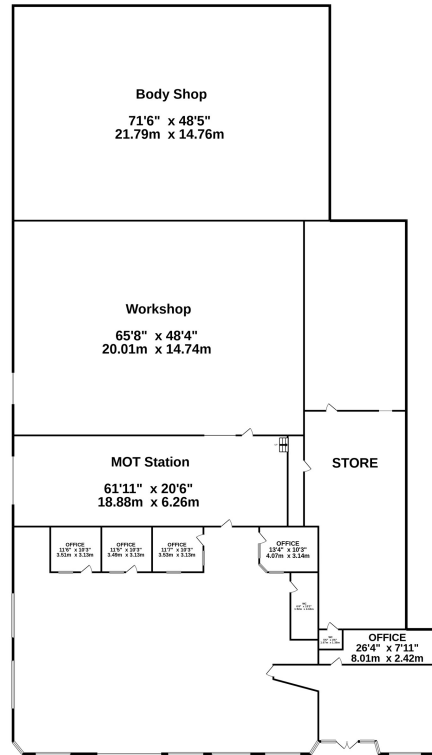 Body Shop
71'6" x 48'5"
21.79m x 14.76m
Workshop
65'8" x 48'4"
20.01m x 14.74m
MOT Station
61'11" x 20'6"
18.88m x 6.26m
STORE
OFFICE
11'6" x 10'3"
3.51m x 3.13m
OFFICE
11'5" x 10'3"
3.49m x 3.13m
OFFICE
11'7" x 10'3"
3.53m x 3.13m
OFFICE
13'4" x 10'3"
4.07m x 3.14m
OFFICE
26'4" x 7'11"
8.01m x 2.42m